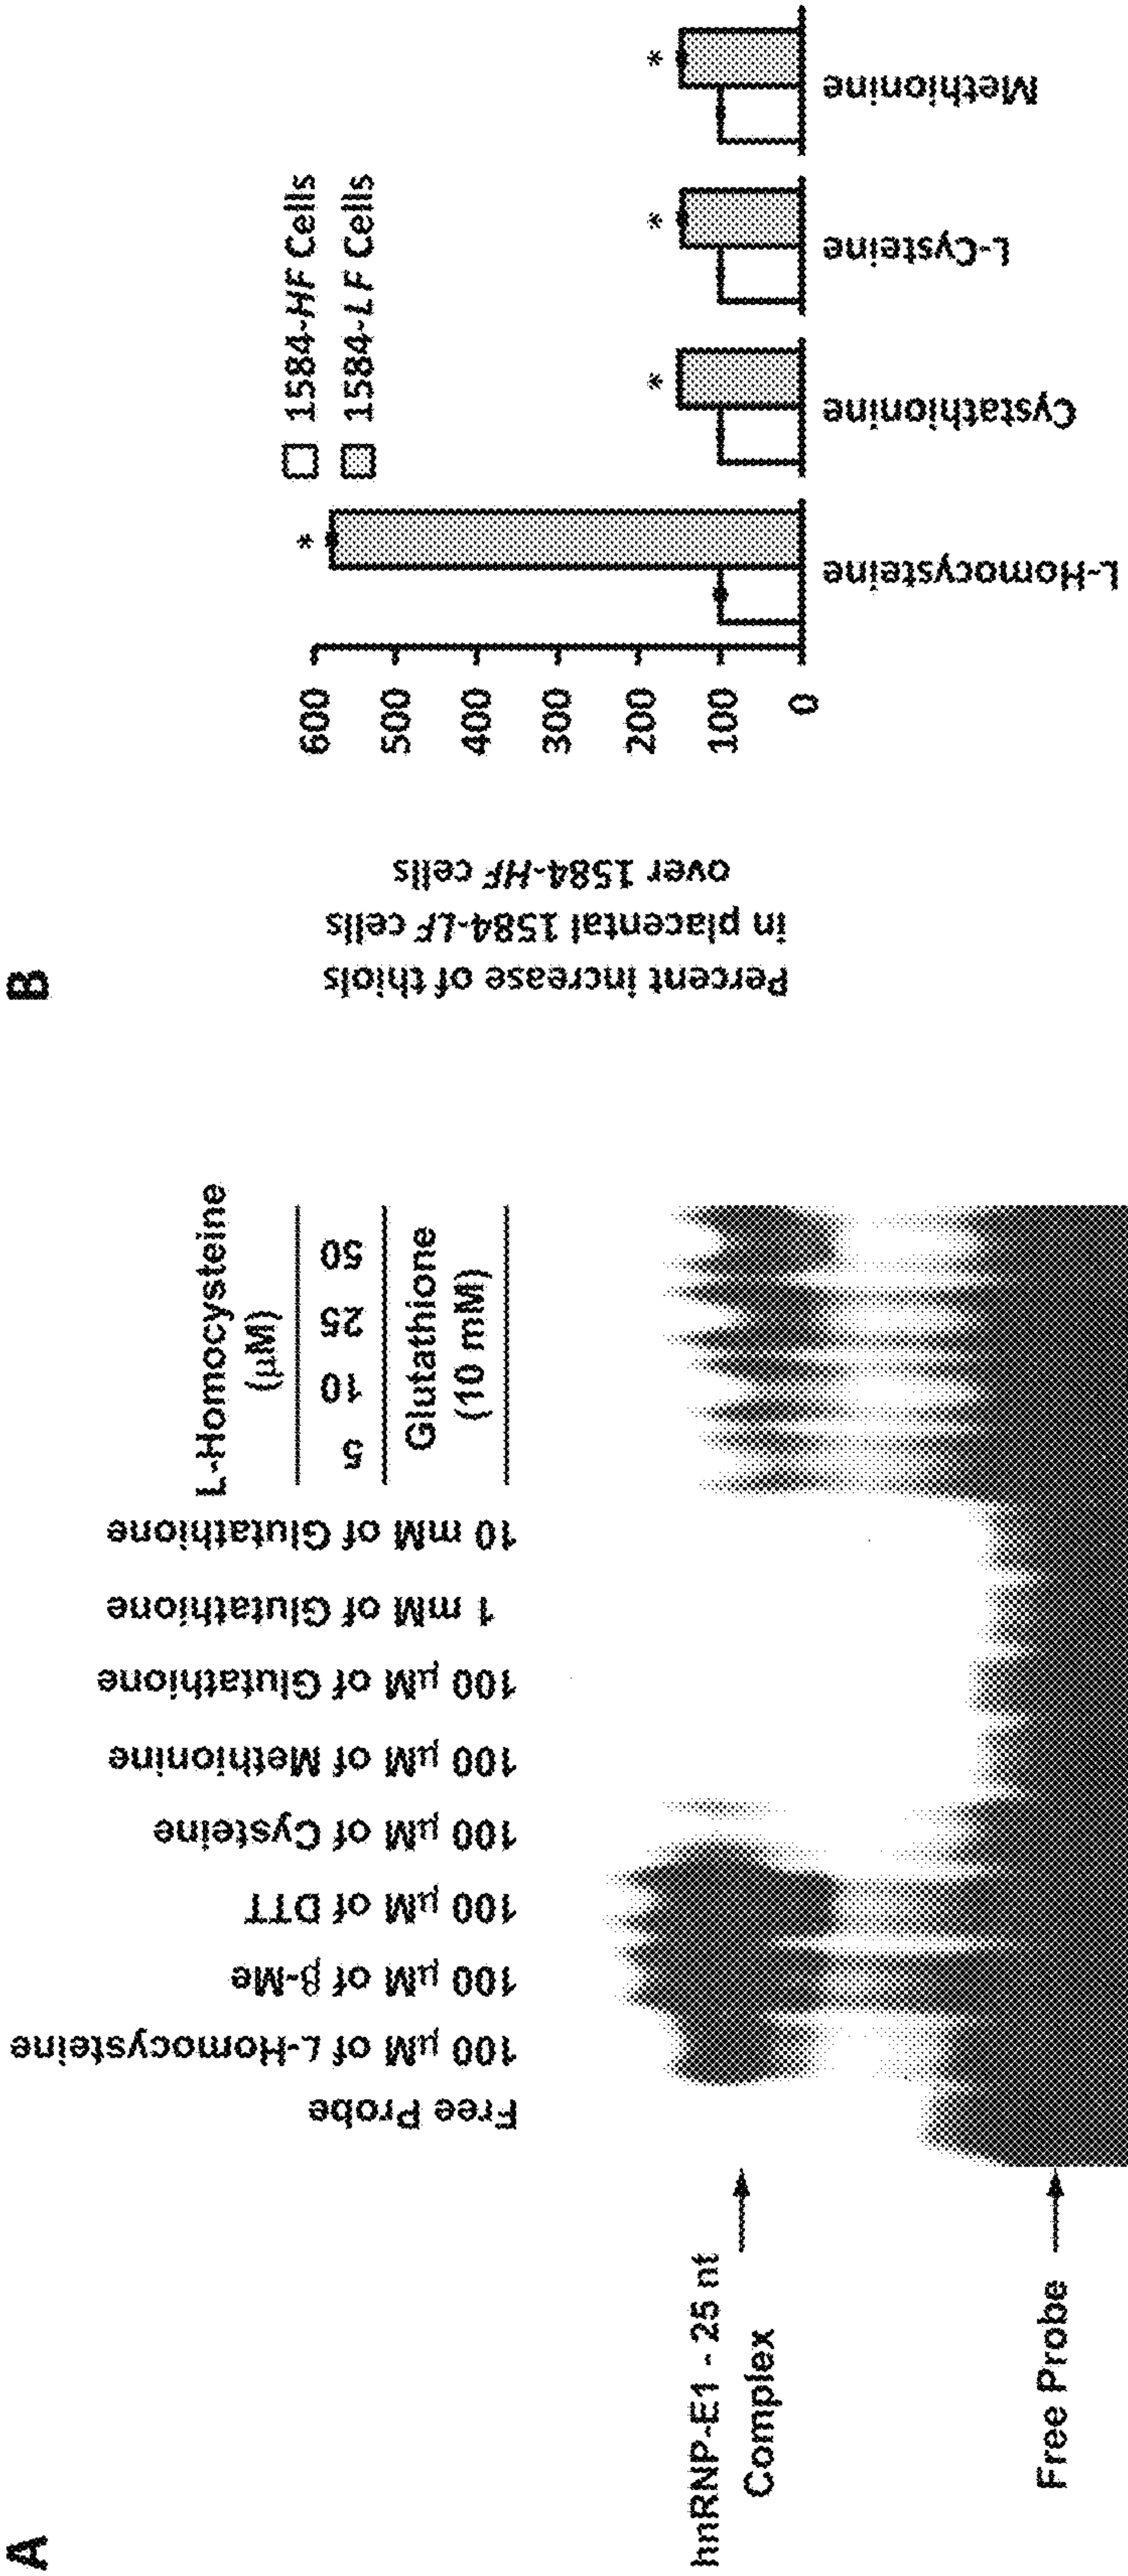 A
Free Probe
100 μM of L-Homocysteine
100 μM of β-Me
100 μM of DTT
100 μM of Cysteine
100 μM of Methionine
100 μM of Glutathione
1 mM of Glutathione
10 mM of Glutathione
L-Homocysteine
(μM)
5 10 25 50
Glutathione
(10 mM)
hnRNP-E1 - 25 nt
Complex
Free Probe
B
Percent increase of thiols
in placental 1584-LF cells
over 1584-HF cells
600
500
400
300
200
100
0
1584-HF Cells
1584-LF Cells
*
*
*
*
L-Homocysteine
Cystathionine
L-Cysteine
Methionine